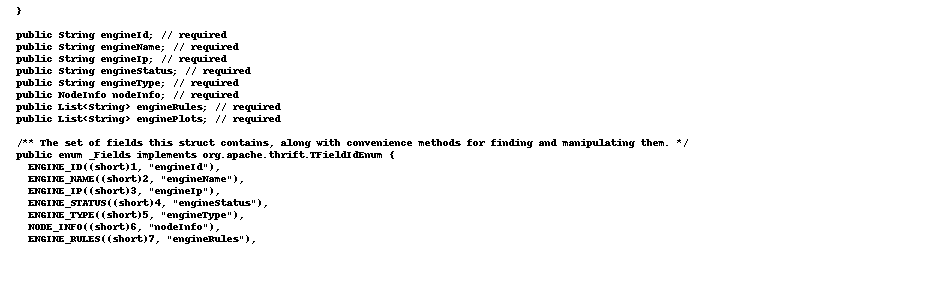 }
public String engineId; // required
public String engineName; // required
public String engineIp; // required
public String engineStatus; // required
public String engineType; // required
public NodeInfo nodeInfo; // required
public List<String> engineRules; // required
public List<String> enginePlots; // required
/** The set of fields this struct contains, along with convenience methods for finding and manipulating them. */
public enum _Fields implements org.apache.thrift.TFieldIdEnum {
ENGINE_ID((short)1, "engineId"),
ENGINE_NAME((short)2, "engineName"),
ENGINE_IP((short)3, "engineIp"),
ENGINE_STATUS((short)4, "engineStatus"),
ENGINE_TYPE((short)5, "engineType"),
NODE_INFO((short)6, "nodeInfo"),
ENGINE_RULES((short)7, "engineRules"),